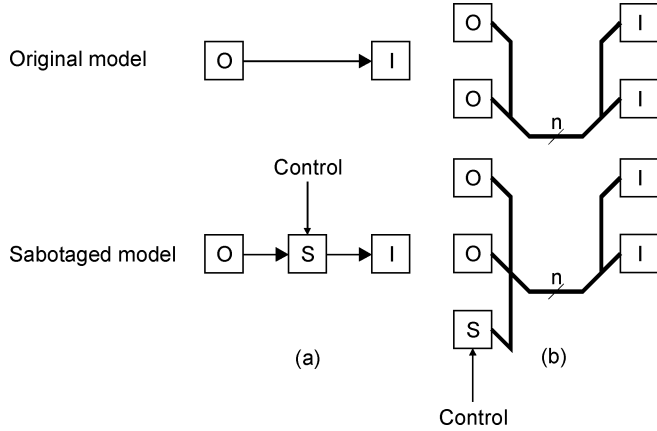 O I
Original model O I
O I
n
Control O I
Sabotaged model O S I O I
n
S
(a) (b)
Control